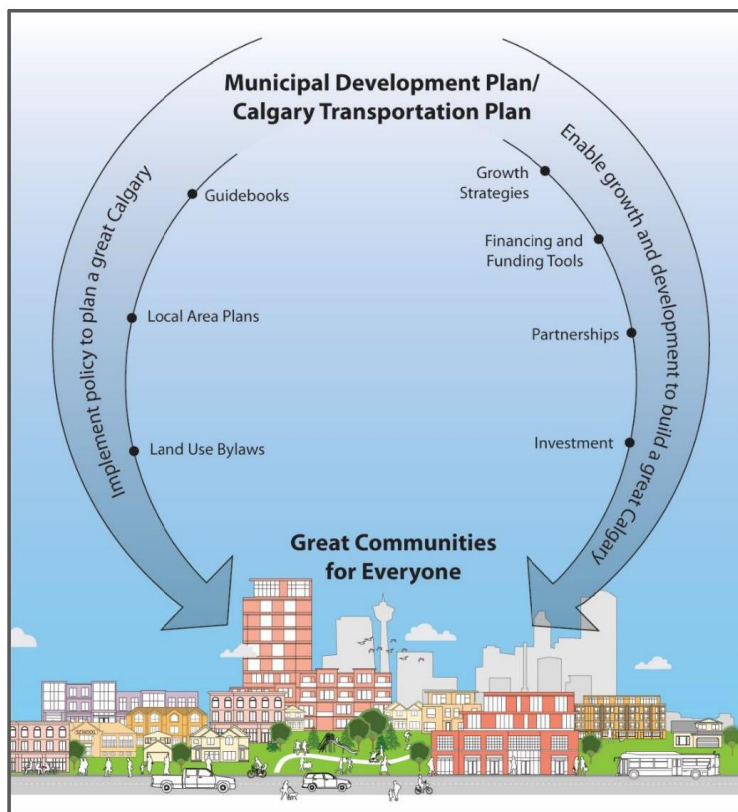 Municipal Development Plan/
Calgary Transportation Plan
Implement policy to plan a great Calgary
Guidebooks
Local Area Plans
Land Use Bylaws
Enable growth and development to build a great Calgary
Growth
Strategies
Financing and
Funding Tools
Partnerships
Investment
Great Communities
for Everyone
SCHOOL